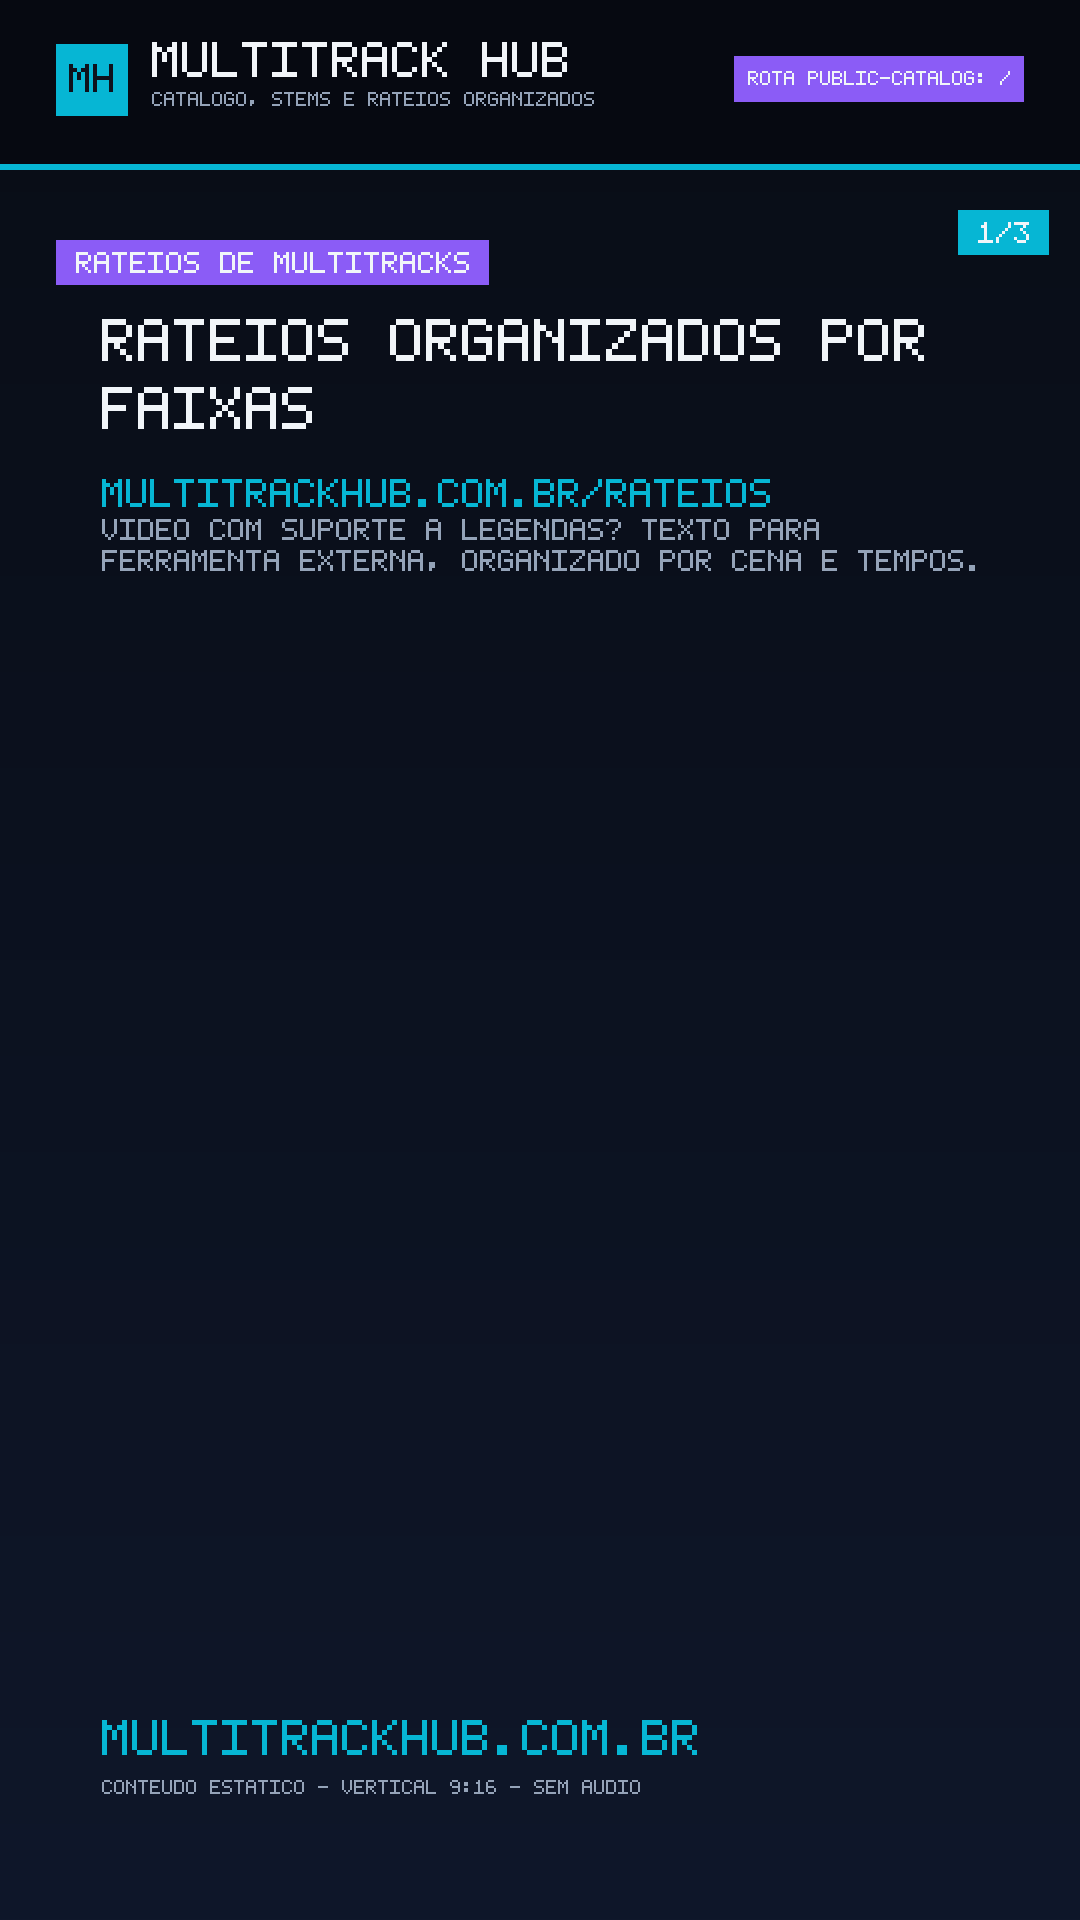 MH
MULTITRACK HUB
CATALOGO, STEMS E RATEIOS ORGANIZADOS
ROTA PUBLIC-CATALOG: /
1/3
RATEIOS DE MULTITRACKS
RATEIOS ORGANIZADOS POR
FAIXAS
MULTITRACKHUB.COM.BR/RATEIOS
VIDEO COM SUPORTE A LEGENDAS? TEXTO PARA
FERRAMENTA EXTERNA, ORGANIZADO POR CENA E TEMPOS.
MULTITRACKHUB.COM.BR
CONTEUDO ESTATICO - VERTICAL 9:16 - SEM AUDIO